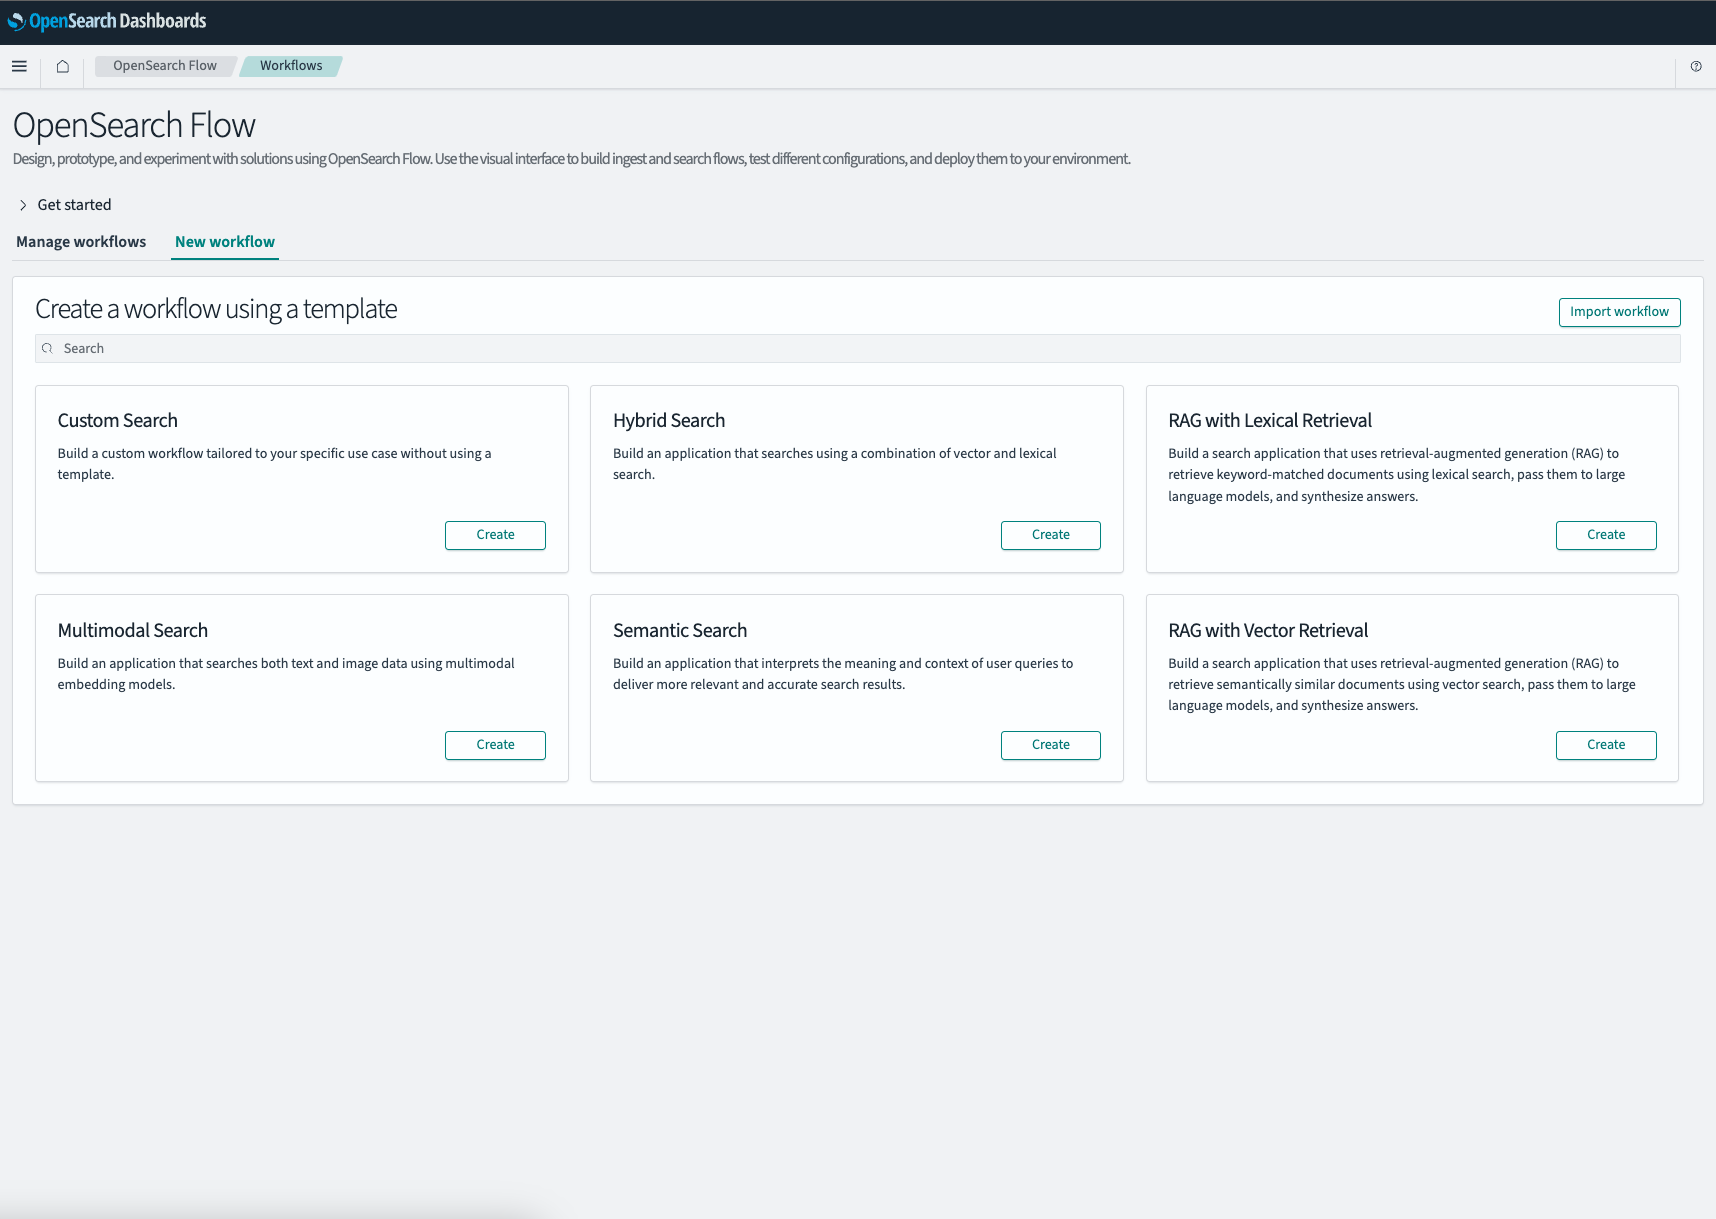 OpenSearch Dashboards
OpenSearch Flow
Workflows
OpenSearch Flow
Design, prototype, and experiment with solutions using OpenSearch Flow. Use the visual interface to build ingest and search flows, test different configurations, and deploy them to your environment.
Get started
Manage workflows
New workflow
Create a workflow using a template
Import workflow
Search
Custom Search
Build a custom workflow tailored to your specific use case without using a
template.
Create
Hybrid Search
Build an application that searches using a combination of vector and lexical
search.
Create
RAG with Lexical Retrieval
Build a search application that uses retrieval-augmented generation (RAG) to
retrieve keyword-matched documents using lexical search, pass them to large
language models, and synthesize answers.
Create
Multimodal Search
Build an application that searches both text and image data using multimodal
embedding models.
Create
Semantic Search
Build an application that interprets the meaning and context of user queries to
deliver more relevant and accurate search results.
Create
RAG with Vector Retrieval
Build a search application that uses retrieval-augmented generation (RAG) to
retrieve semantically similar documents using vector search, pass them to large
language models, and synthesize answers.
Create